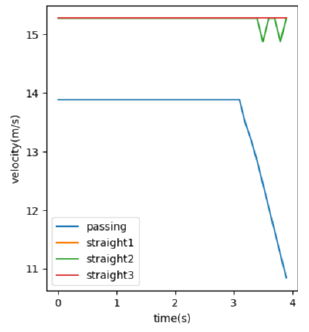 velocity(m/s)
15
14
13
12
11
passing
straight1
straight2
straight3
0
1
2
3
4
time(s)